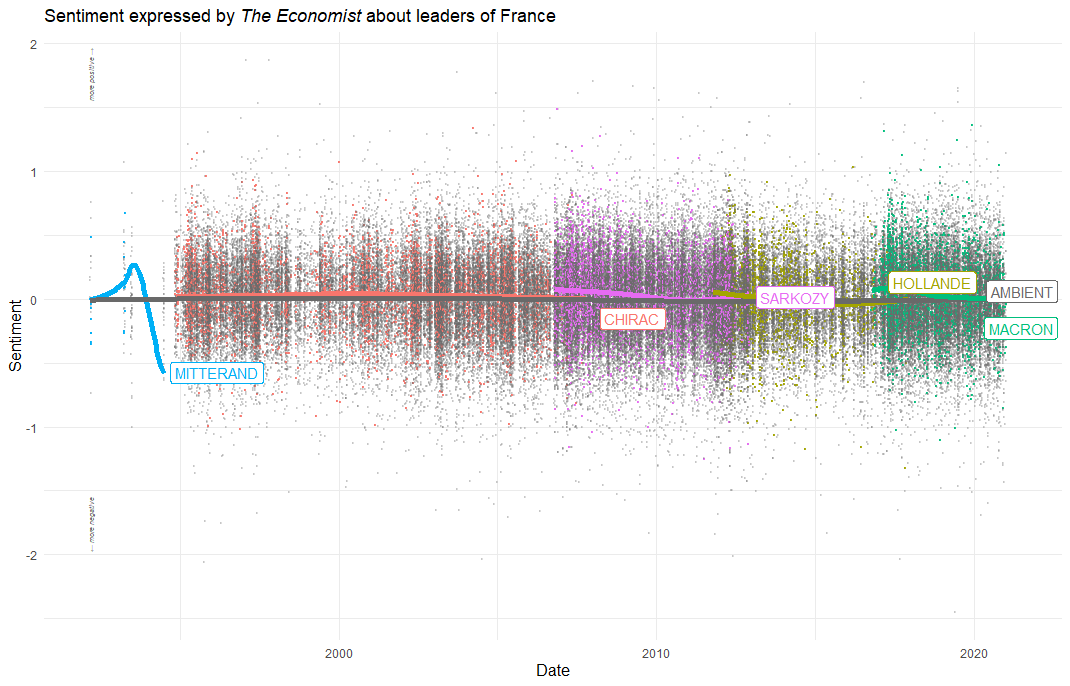 Sentiment expressed by The Economist about leaders of France
2
more positive →
1
0
-1
← more negative
-2
Sentiment
MITTERAND
CHIRAC
SARKOZY
HOLLANDE
AMBIENT
MACRON
2000
2010
2020
Date